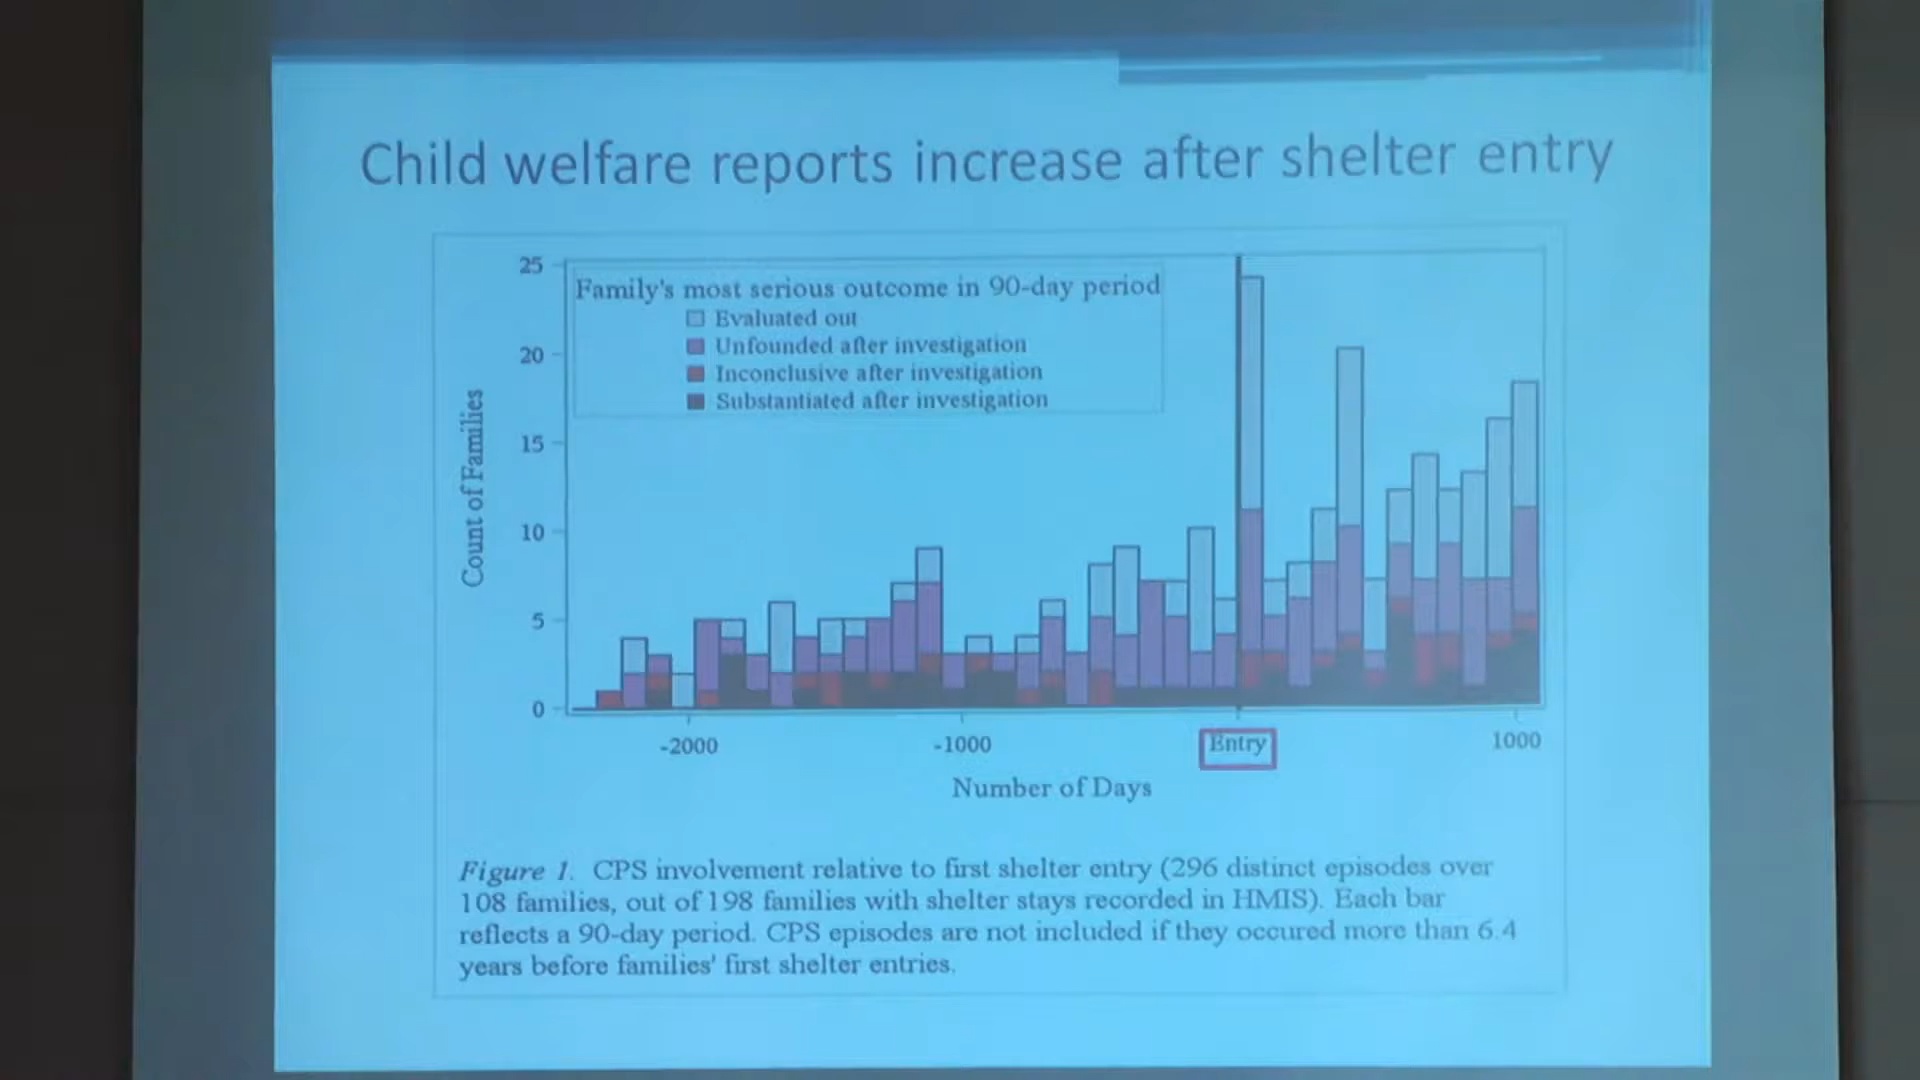 Child welfare reports increase after shelter entry
25
20
15
10
5
0
Count of Families
Family's most serious outcome in 90-day period
Evaluated out
Unfounded after investigation
Inconclusive after investigation
Substantiated after investigation
-2000
-1000
Entry
1000
Number of Days
Figure 1. CPS involvement relative to first shelter entry (296 distinct episodes over
108 families, out of 198 families with shelter stays recorded in HMIS). Each bar
reflects a 90-day period. CPS episodes are not included if they occured more than 6.4
years before families' first shelter entries.